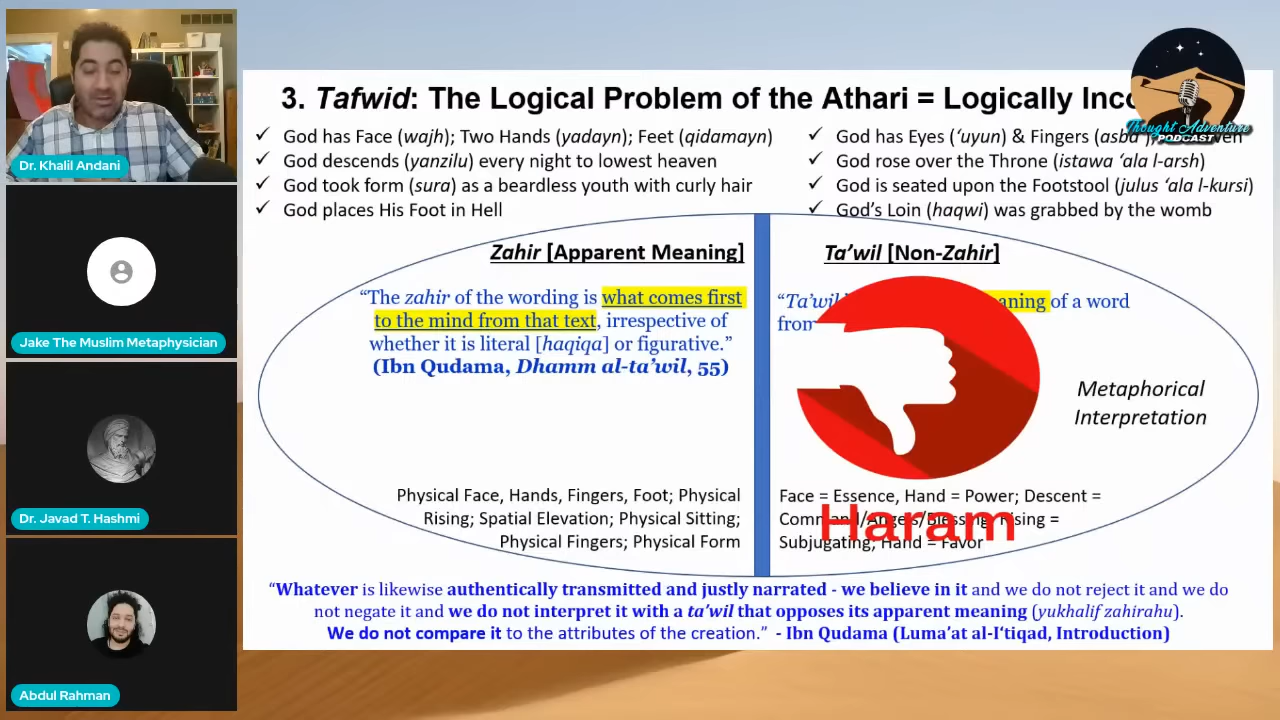 3. Tafwid: The Logical Problem of the Athari = Logically Inco
Thought Adventure
PODCAST
✓ God has Face (wajh); Two Hands (yadayn); Feet (qidamayn)
✓ God descends (yanzilu) every night to lowest heaven
✓ God took form (sura) as a beardless youth with curly hair
✓ God places His Foot in Hell
✓ God has Eyes (‘uyun) & Fingers (asba‘),
✓ God rose over the Throne (istawa ‘ala l-arsh)
✓ God is seated upon the Footstool (julus ‘ala l-kursi)
✓ God’s Loin (haqwi) was grabbed by the womb
Zahir [Apparent Meaning]
“The zahir of the wording is what comes first
to the mind from that text, irrespective of
whether it is literal [haqiqa] or figurative.”
(Ibn Qudama, Dhamm al-ta’wil, 55)
Physical Face, Hands, Fingers, Foot; Physical
Rising; Spatial Elevation; Physical Sitting;
Physical Fingers; Physical Form
Ta’wil [Non-Zahir]
“Ta’wil aning of a word
from
Metaphorical
Interpretation
Face = Essence, Hand = Power; Descent =
Command/Angels/Blessing, Rising =
Subjugating, Hand = Favor
Haram
“Whatever is likewise authentically transmitted and justly narrated - we believe in it and we do not reject it and we do
not negate it and we do not interpret it with a ta’wil that opposes its apparent meaning (yukhalif zahirahu).
We do not compare it to the attributes of the creation.” - Ibn Qudama (Luma’at al-I‘tiqad, Introduction)
Dr. Khalil Andani
Jake The Muslim Metaphysician
Dr. Javad T. Hashmi
Abdul Rahman